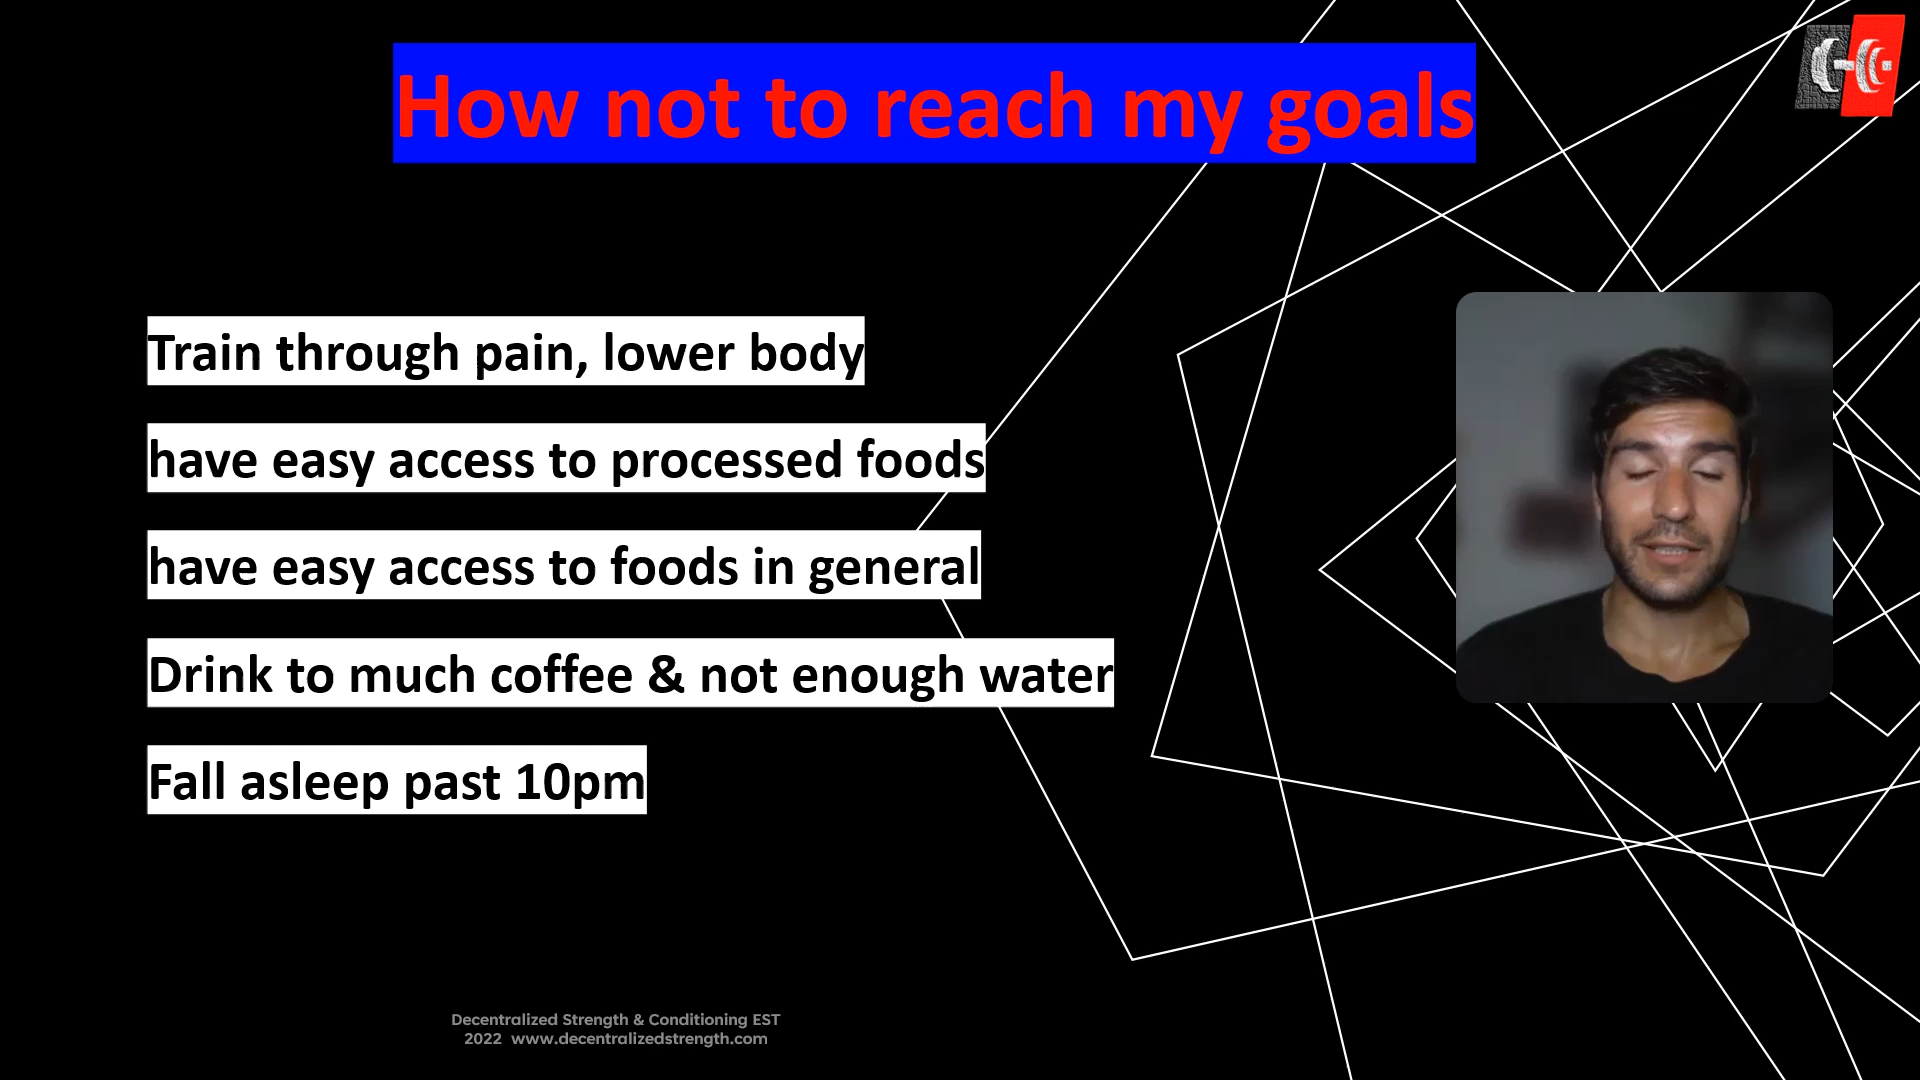 How not to reach my goals
Train through pain, lower body
have easy access to processed foods
have easy access to foods in general
Drink to much coffee & not enough water
Fall asleep past 10pm
Decentralized Strength & Conditioning EST
2022 www.decentralizedstrength.com